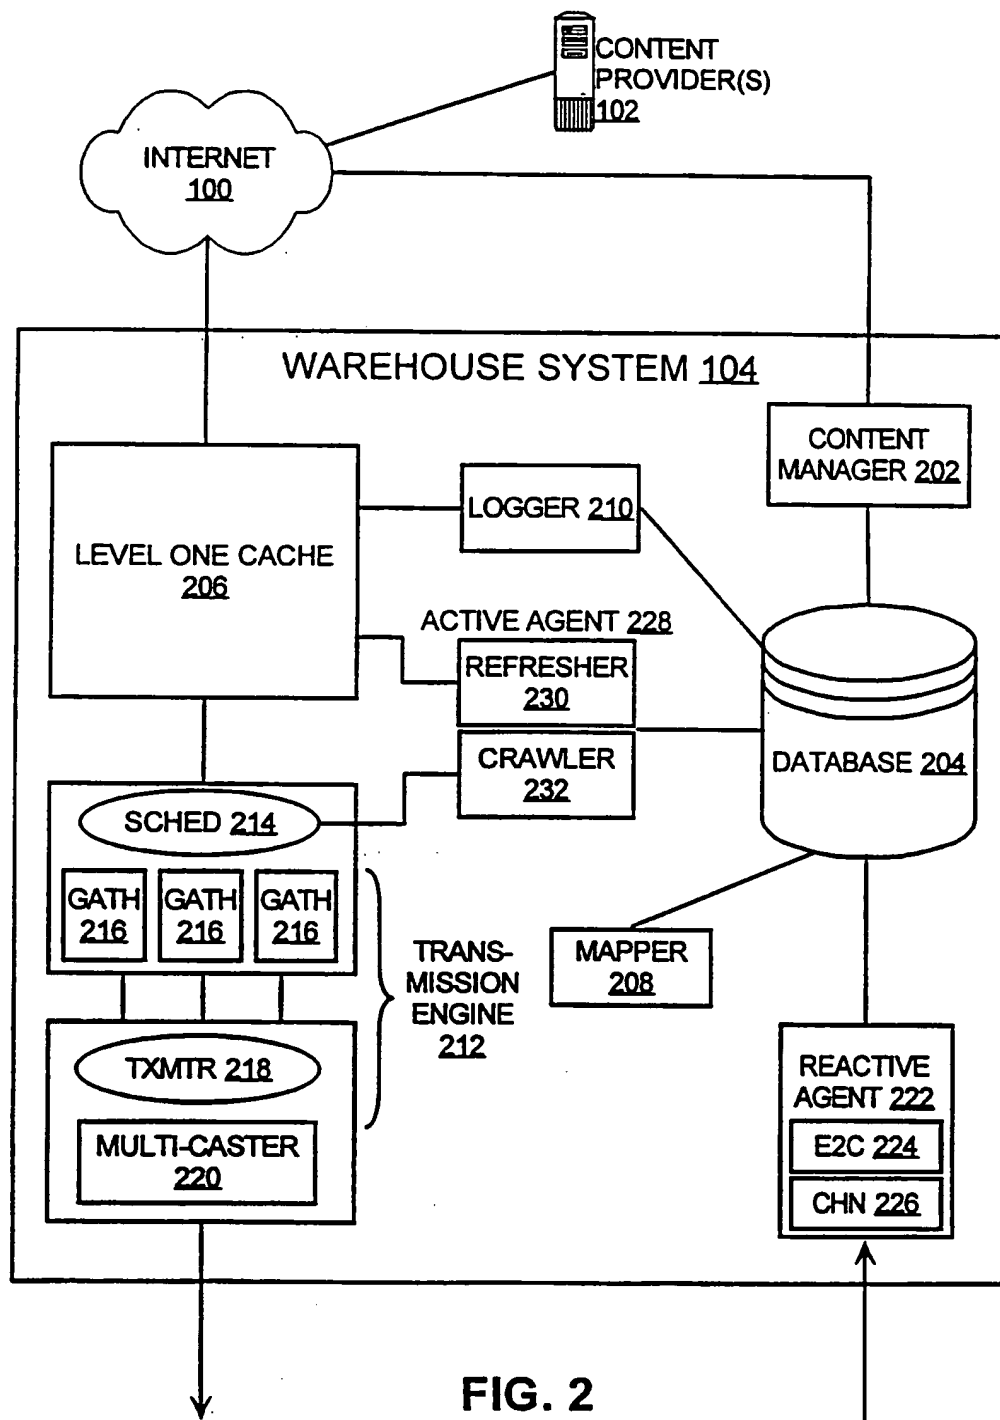 CONTENT
PROVIDER(S)
102
INTERNET
100
WAREHOUSE SYSTEM 104
CONTENT
MANAGER 202
LOGGER 210
LEVEL ONE CACHE
206
ACTIVE AGENT 228
REFRESHER
230
CRAWLER
232
DATABASE 204
SCHED 214
GATH
216
GATH
216
GATH
216
TRANS-
MISSION
ENGINE
212
MAPPER
208
TXMTR 218
MULTI-CASTER
220
REACTIVE
AGENT 222
E2C 224
CHN 226
FIG. 2